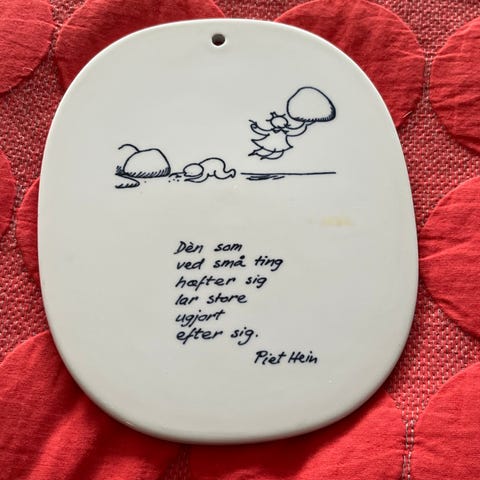 Dèn som
ved små ting
hæfter sig
lar store
ugjort
efter sig.
Piet Hein